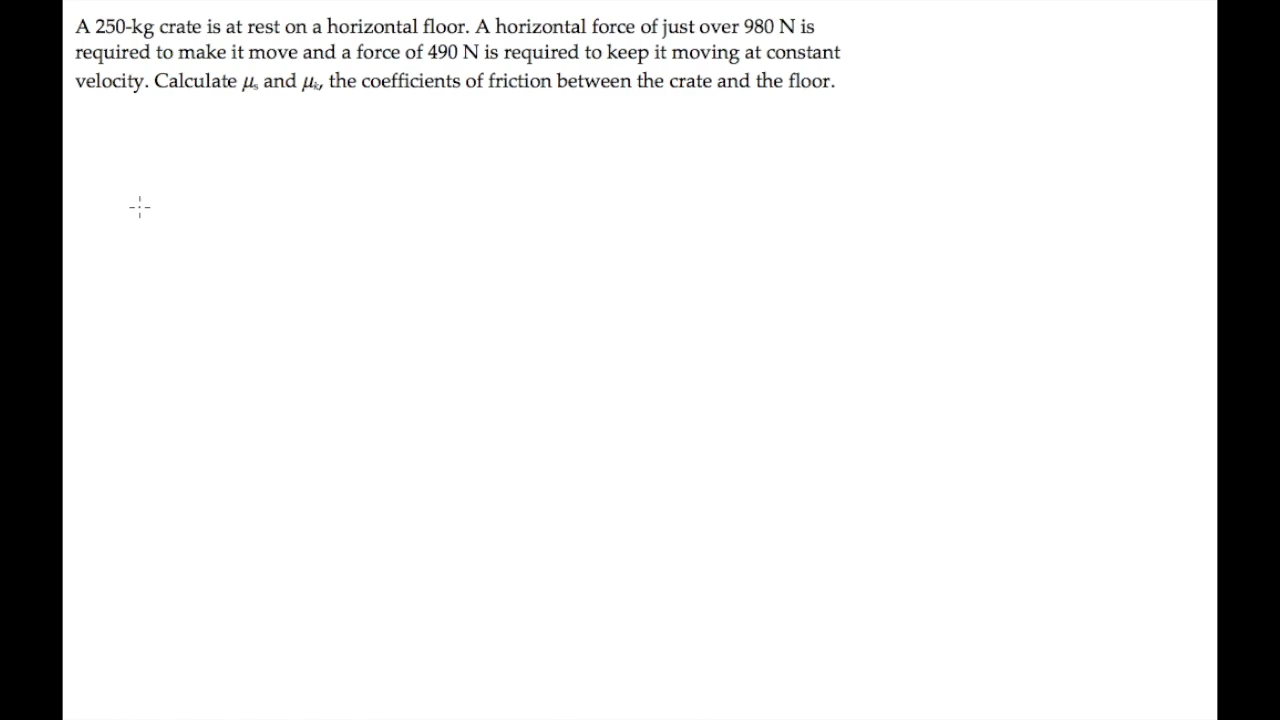 A 250-kg crate is at rest on a horizontal floor. A horizontal force of just over 980 N is
required to make it move and a force of 490 N is required to keep it moving at constant
velocity. Calculate μₛ and μₖ, the coefficients of friction between the crate and the floor.